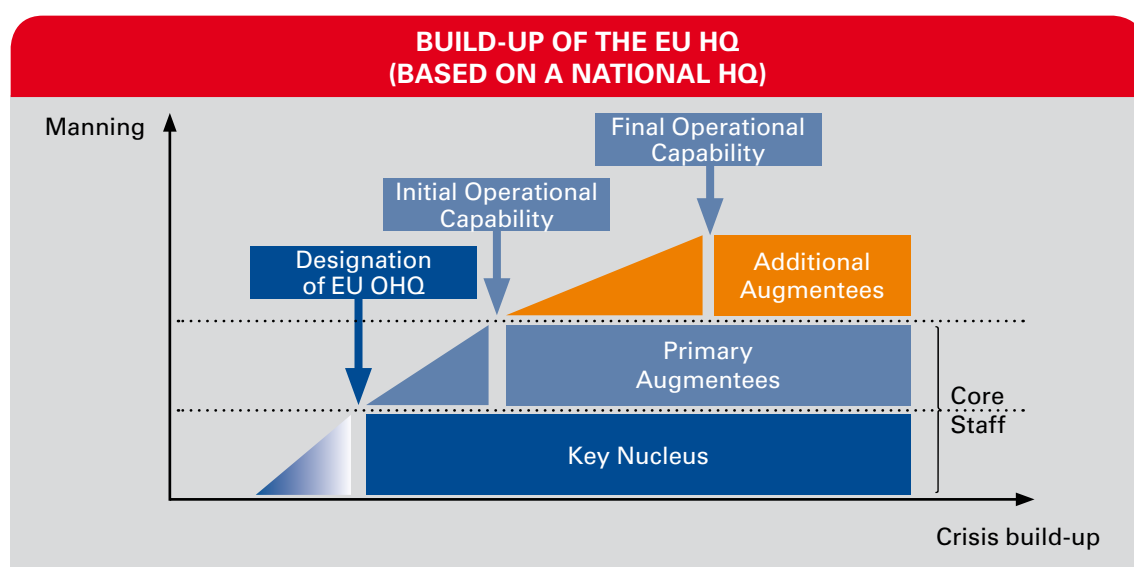 BUILD-UP OF THE EU HQ
(BASED ON A NATIONAL HQ)
Manning
Final Operational
Capability
Initial Operational
Capability
Designation
of EU OHQ
Additional
Augmentees
Primary
Augmentees
Core
Staff
Key Nucleus
Crisis build-up